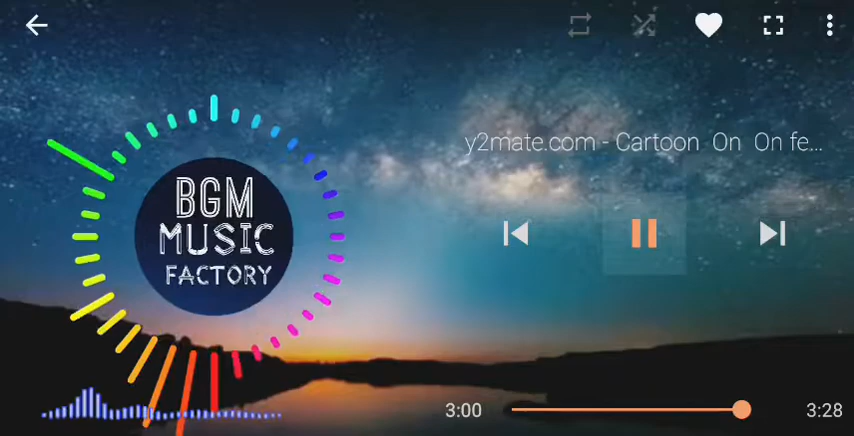 y2mate.com - Cartoon On On fe...
BGM
MUSIC
FACTORY
3:00
3:28